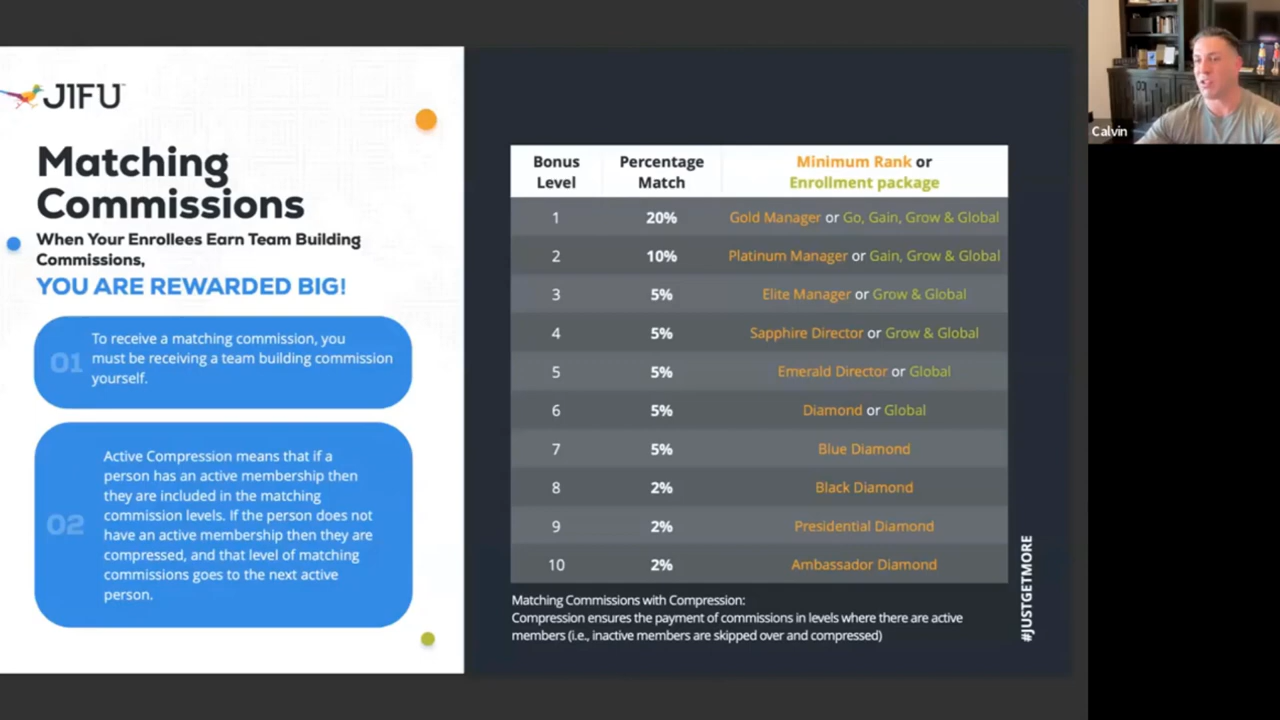 JIFU
Matching
Commissions
When Your Enrollees Earn Team Building
Commissions,
YOU ARE REWARDED BIG!
01
To receive a matching commission, you
must be receiving a team building commission
yourself.
02
Active Compression means that if a
person has an active membership then
they are included in the matching
commission levels. If the person does not
have an active membership then they are
compressed, and that level of matching
commissions goes to the next active
person.
Bonus Level Percentage Match Minimum Rank or Enrollment package
1 20% Gold Manager or Go, Gain, Grow & Global
2 10% Platinum Manager or Gain, Grow & Global
3 5% Elite Manager or Grow & Global
4 5% Sapphire Director or Grow & Global
5 5% Emerald Director or Global
6 5% Diamond or Global
7 5% Blue Diamond
8 2% Black Diamond
9 2% Presidential Diamond
10 2% Ambassador Diamond
Matching Commissions with Compression:
Compression ensures the payment of commissions in levels where there are active
members (i.e., inactive members are skipped over and compressed)
#JUSTGETMORE
Calvin